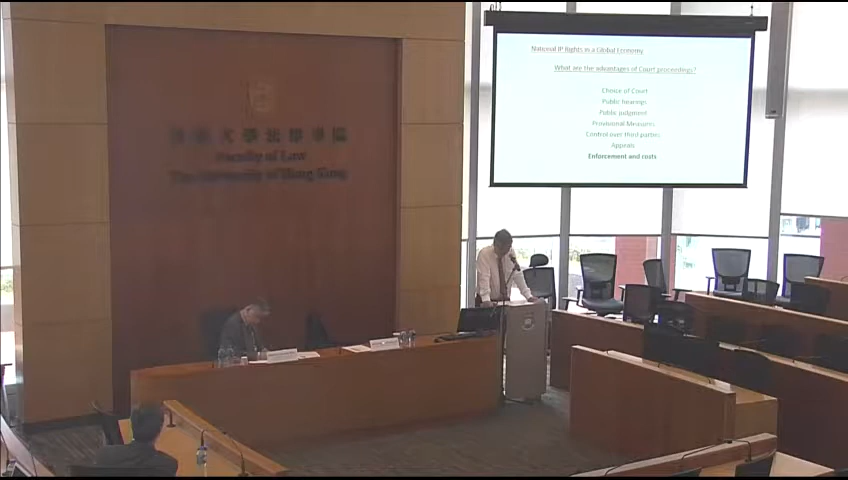 National IP Rights in a Global Economy
What are the advantages of Court proceedings?
Choice of Court
Public hearings
Public judgment
Provisional Measures
Control over third parties
Appeals
Enforcement and costs
香港大學法律學院
Faculty of Law
The University of Hong Kong